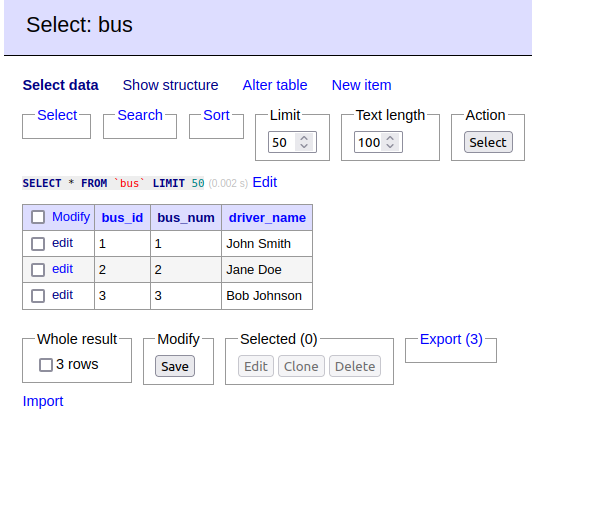 Select: bus
Select data Show structure Alter table New item
Select Search Sort Limit Text length Action
50 100 Select
SELECT * FROM `bus` LIMIT 50 (0.002 s) Edit
Modify bus_id bus_num driver_name
edit 1 1 John Smith
edit 2 2 Jane Doe
edit 3 3 Bob Johnson
Whole result Modify Selected (0) Export (3)
3 rows Save Edit Clone Delete
Import